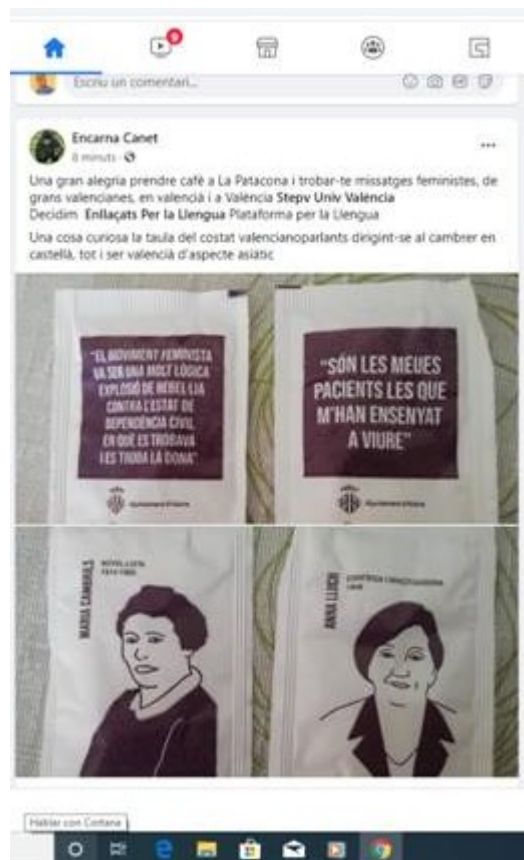 9
Escriu un comentari...
Encarna Canet
8 minuts
Una gran alegria prendre café a La Patacona i trobar-te missatges feministes, de
grans valencianes, en valencià i a València Stepv Univ València
Decidim Enllaçats Per la Llengua Plataforma per la Llengua
Una cosa curiosa la taula del costat valencianoparlants dirigint-se al cambrer en
castellà, tot i ser valencià d'aspecte asiàtic
"EL MOVIMENT FEMINISTA
VA SER UNA MOLT LÒGICA
EXPLOSIÓ DE REBEL·LIA
CONTRA L'ESTAT DE
DEPENDÈNCIA CIVIL
EN QUÈ ES TROBAVA
I ES TROBA LA DONA"
"SÓN LES MEUES
PACIENTS LES QUE
M'HAN ENSENYAT
A VIURE"
MARIA CAMBRILS
ANNA LLUCH
Hablar con Cortana